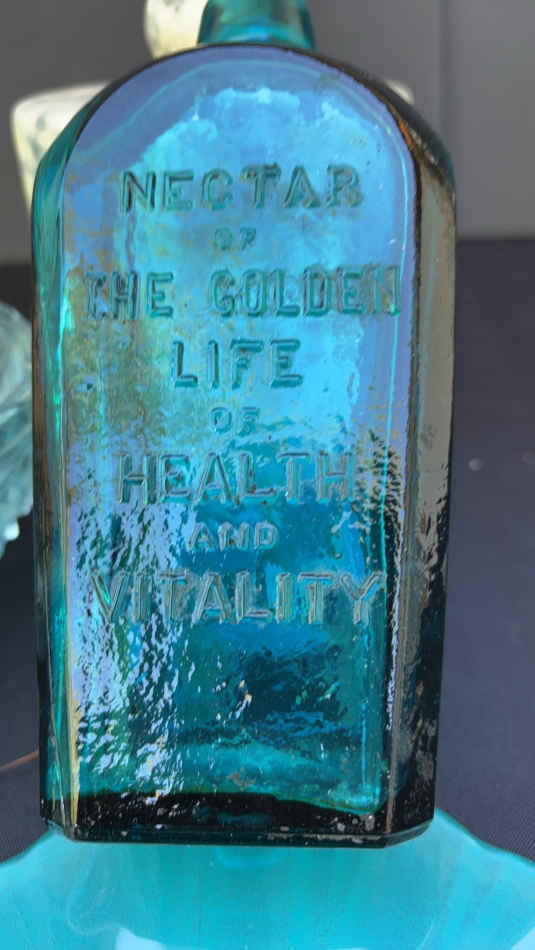 NECTAR
OF
THE GOLDEN
LIFE
OF
HEALTH
AND
VITALITY